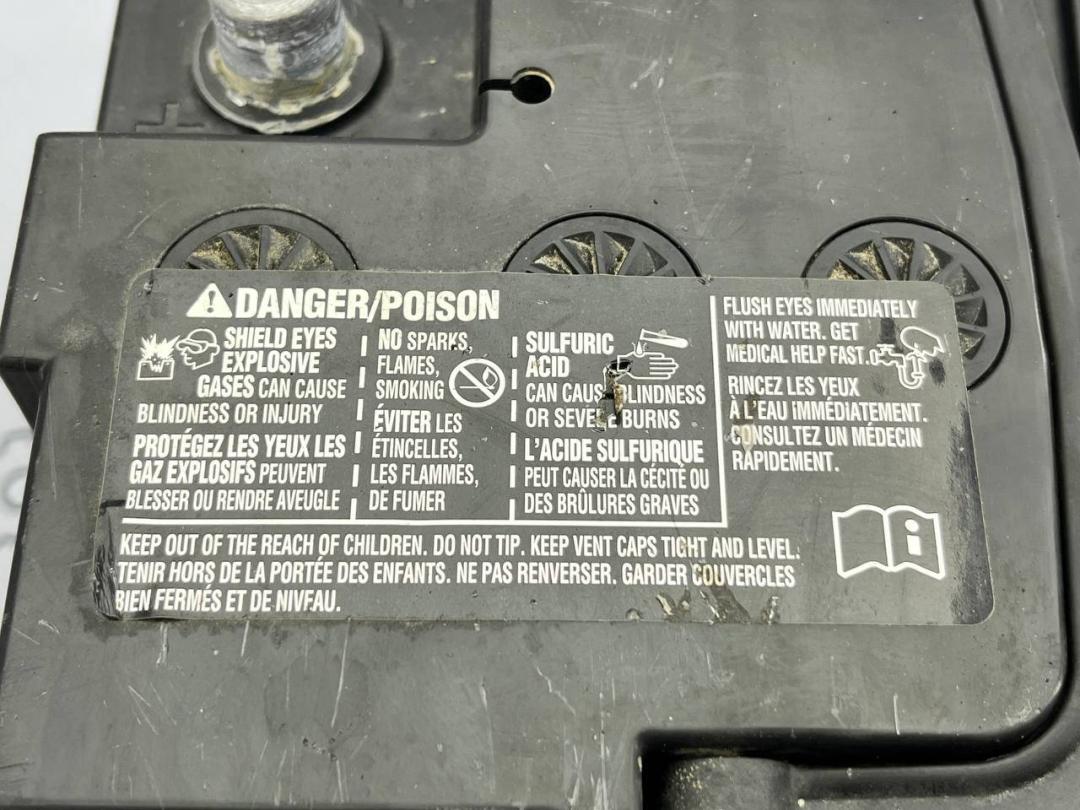 DANGER/POISON
SHIELD EYES
EXPLOSIVE
GASES CAN CAUSE
BLINDNESS OR INJURY
PROTÉGEZ LES YEUX LES
GAZ EXPLOSIFS PEUVENT
BLESSER OU RENDRE AVEUGLE
NO SPARKS,
FLAMES,
SMOKING
ÉVITER LES
ÉTINCELLES,
LES FLAMMES,
DE FUMER
SULFURIC
ACID
CAN CAUSE BLINDNESS
OR SEVERE BURNS
L'ACIDE SULFURIQUE
PEUT CAUSER LA CÉCITÉ OU
DES BRÛLURES GRAVES
FLUSH EYES IMMEDIATELY
WITH WATER. GET
MEDICAL HELP FAST.
RINCEZ LES YEUX
À L'EAU IMMÉDIATEMENT.
CONSULTEZ UN MÉDECIN
RAPIDEMENT.
KEEP OUT OF THE REACH OF CHILDREN. DO NOT TIP. KEEP VENT CAPS TIGHT AND LEVEL.
TENIR HORS DE LA PORTÉE DES ENFANTS. NE PAS RENVERSER. GARDER COUVERCLES
BIEN FERMÉS ET DE NIVEAU.